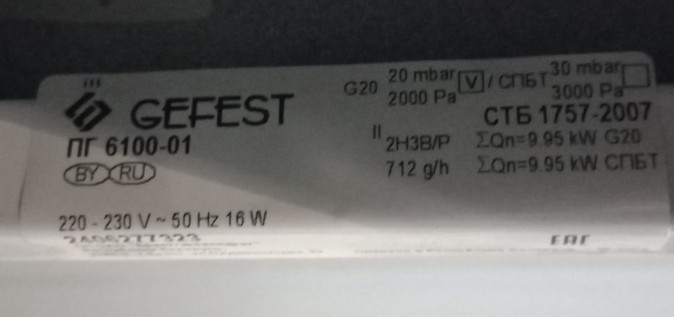 GEFEST
ПГ 6100-01
BY RU
220 - 230 V ~ 50 Hz 16 W
G20 20 mbar V / СПБТ 30 mbar
2000 Pa 3000 Pa
СТБ 1757-2007
II 2H3B/P ΣQn=9.95 kW G20
712 g/h ΣQn=9.95 kW СПБТ
EAC